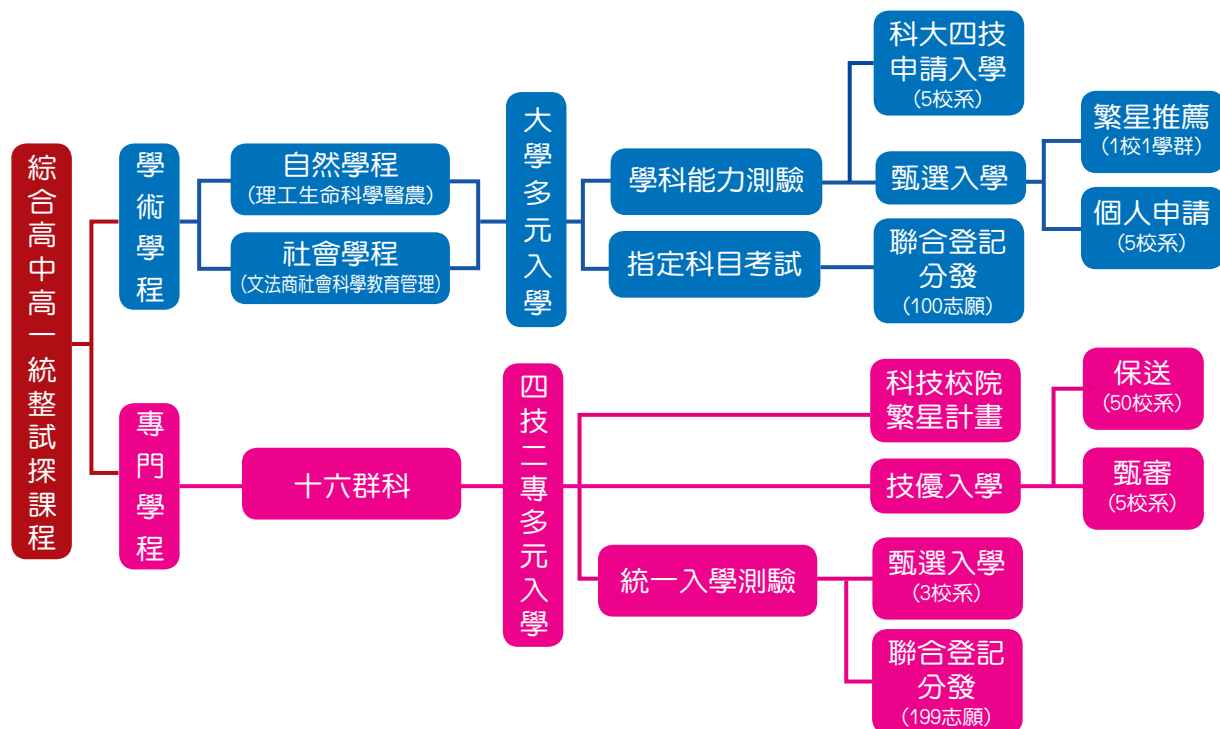 綜合高中高一統整試探課程
學術學程
自然學程
(理工生命科學醫農)
社會學程
(文法商社會科學教育管理)
大學多元入學
學科能力測驗
指定科目考試
科大四技
申請入學
(5校系)
甄選入學
繁星推薦
(1校1學群)
個人申請
(5校系)
聯合登記
分發
(100志願)
專門學程
十六群科
四技二專多元入學
科技校院
繁星計畫
技優入學
保送
(50校系)
甄審
(5校系)
統一入學測驗
甄選入學
(3校系)
聯合登記
分發
(199志願)